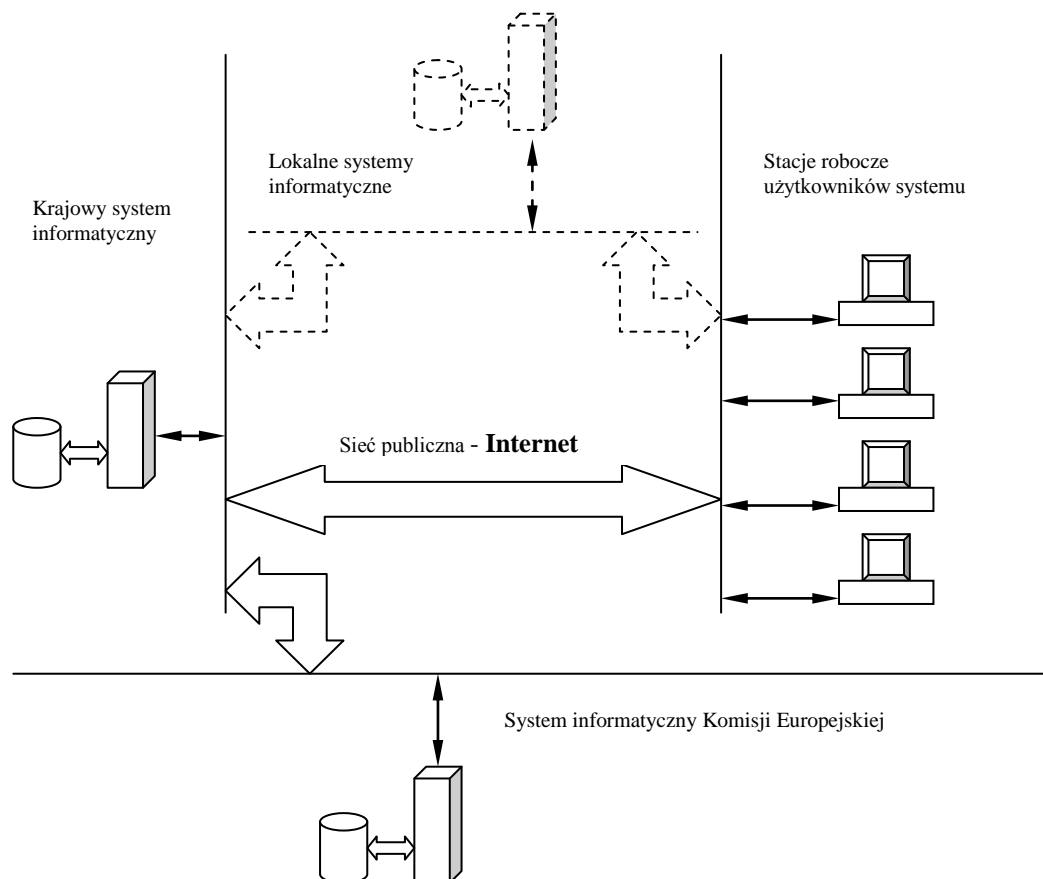 Lokalne systemy
informatyczne
Stacje robocze
użytkowników systemu
Krajowy system
informatyczny
Sieć publiczna - Internet
System informatyczny Komisji Europejskiej